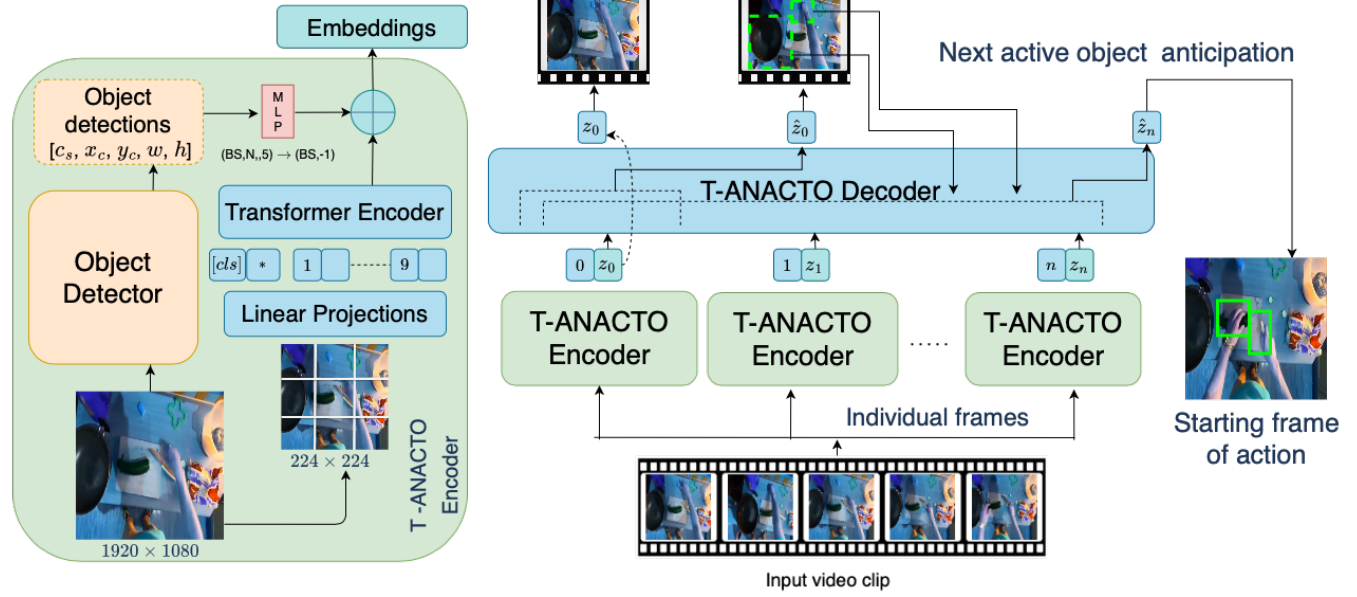 Embeddings
Object
detections
[c_s, x_c, y_c, w, h]
M
L
P
(BS,N,,5) → (BS,-1)
Transformer Encoder
Object
Detector
[cls] * 1 9
Linear Projections
224 × 224
1920 × 1080
T-ANACTO
Encoder
Next active object anticipation
z_0
ẑ_0
ẑ_n
T-ANACTO Decoder
0 z_0
1 z_1
n z_n
T-ANACTO
Encoder
T-ANACTO
Encoder
.....
T-ANACTO
Encoder
Individual frames
Starting frame
of action
Input video clip